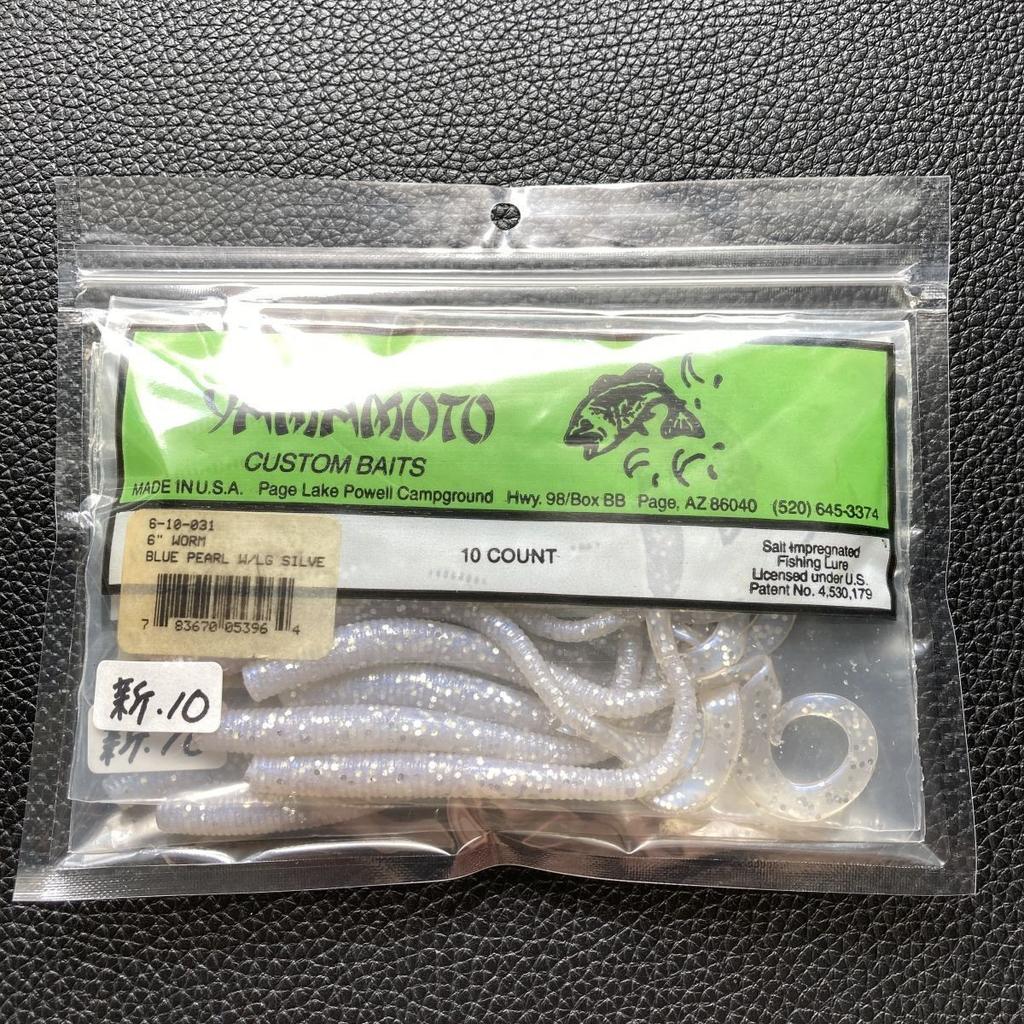 YAMAMOTO
CUSTOM BAITS
MADE IN U.S.A. Page Lake Powell Campground Hwy. 98/Box BB Page, AZ 86040 (520) 645-3374
6-10-031
6" WORM
BLUE PEARL W/LG SILVE
7 83670 05396 4
10 COUNT
Salt Impregnated
Fishing Lure
Licensed under U.S.
Patent No. 4,530,179
新.10
新.10